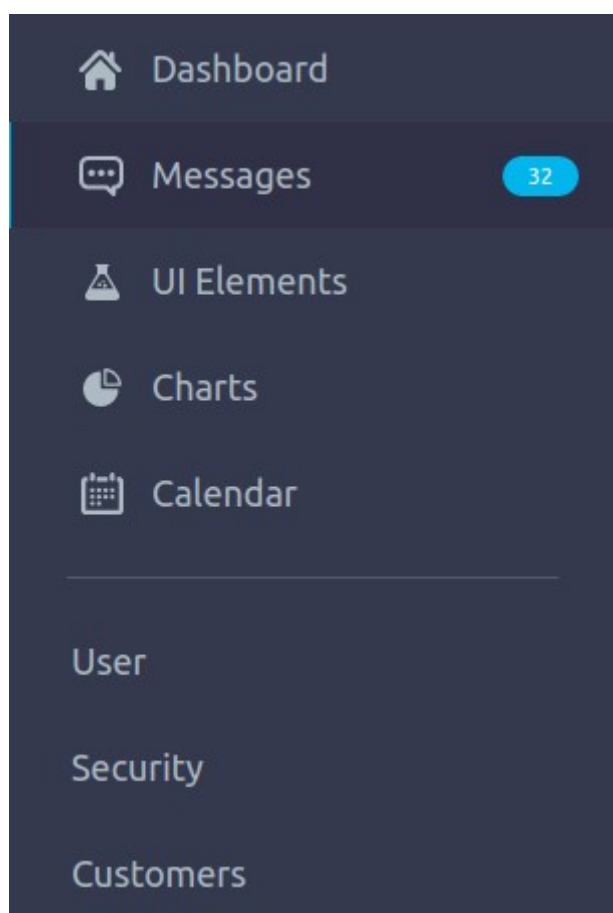 Dashboard
Messages 32
UI Elements
Charts
Calendar
User
Security
Customers